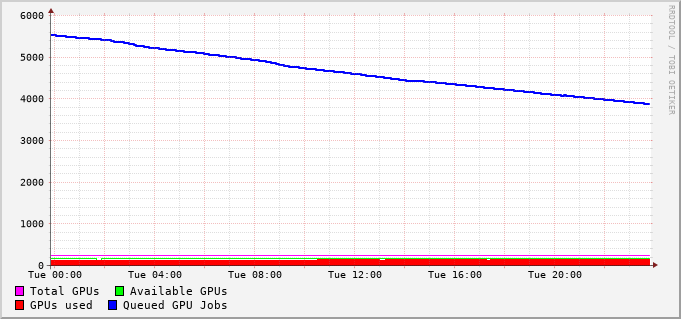 RRDTOOL / TOBI OETIKER
6000
5000
4000
3000
2000
1000
0
Tue 00:00 Tue 04:00 Tue 08:00 Tue 12:00 Tue 16:00 Tue 20:00
Total GPUs Available GPUs
GPUs used Queued GPU Jobs